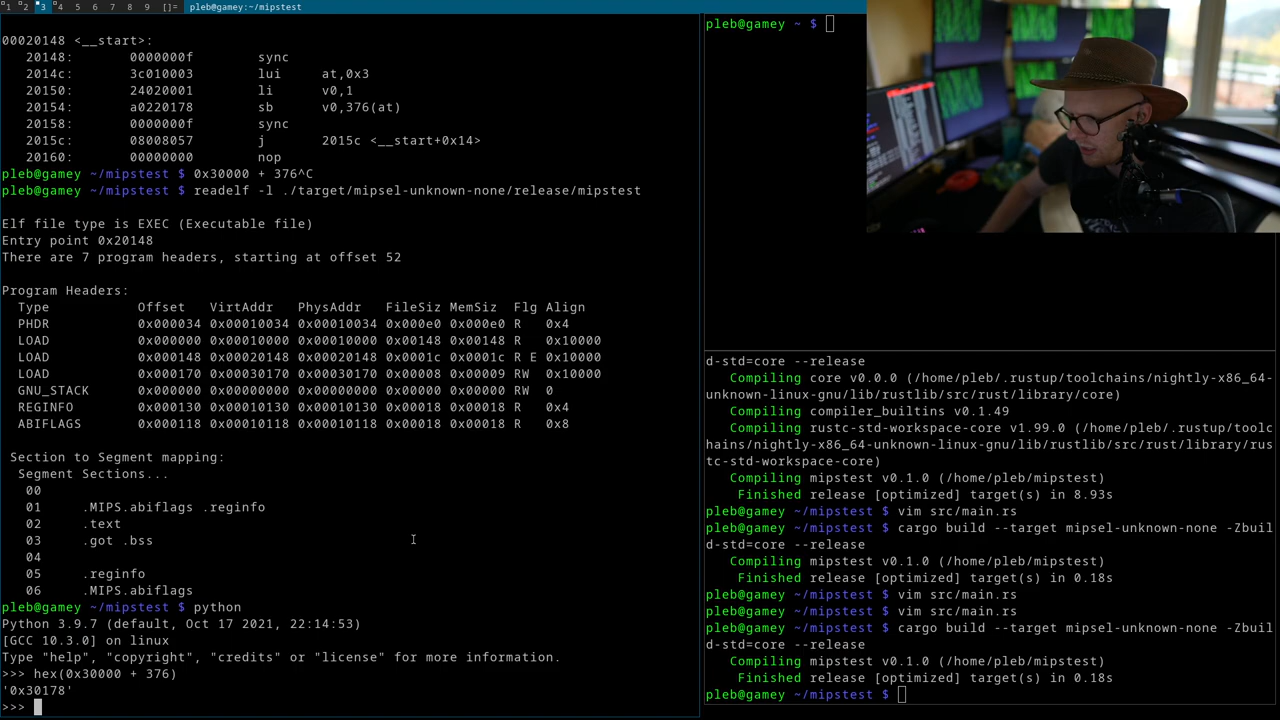 1 2 3 4 5 6 7 8 9 []= pleb@gamey:~/mipstest
00020148 <__start>:
20148: 0000000f sync
2014c: 3c010003 lui at,0x3
20150: 24020001 li v0,1
20154: a0220178 sb v0,376(at)
20158: 0000000f sync
2015c: 08008057 j 2015c <__start+0x14>
20160: 00000000 nop
pleb@gamey ~/mipstest $ 0x30000 + 376^C
pleb@gamey ~/mipstest $ readelf -l ./target/mipsel-unknown-none/release/mipstest
Elf file type is EXEC (Executable file)
Entry point 0x20148
There are 7 program headers, starting at offset 52
Program Headers:
Type Offset VirtAddr PhysAddr FileSiz MemSiz Flg Align
PHDR 0x000034 0x00010034 0x00010034 0x000e0 0x000e0 R 0x4
LOAD 0x000000 0x00010000 0x00010000 0x00148 0x00148 R 0x10000
LOAD 0x000148 0x00020148 0x00020148 0x0001c 0x0001c R E 0x10000
LOAD 0x000170 0x00030170 0x00030170 0x00008 0x00009 RW 0x10000
GNU_STACK 0x000000 0x00000000 0x00000000 0x00000 0x00000 RW 0
REGINFO 0x000130 0x00010130 0x00010130 0x00018 0x00018 R 0x4
ABIFLAGS 0x000118 0x00010118 0x00010118 0x00018 0x00018 R 0x8
Section to Segment mapping:
Segment Sections...
00
01 .MIPS.abiflags .reginfo
02 .text
03 .got .bss
04
05 .reginfo
06 .MIPS.abiflags
pleb@gamey ~/mipstest $ python
Python 3.9.7 (default, Oct 17 2021, 22:14:53)
[GCC 10.3.0] on linux
Type "help", "copyright", "credits" or "license" for more information.
>>> hex(0x30000 + 376)
'0x30178'
>>>
pleb@gamey ~ $
d-std=core --release
Compiling core v0.0.0 (/home/pleb/.rustup/toolchains/nightly-x86_64-
unknown-linux-gnu/lib/rustlib/src/rust/library/core)
Compiling compiler_builtins v0.1.49
Compiling rustc-std-workspace-core v1.99.0 (/home/pleb/.rustup/toolc
hains/nightly-x86_64-unknown-linux-gnu/lib/rustlib/src/rust/library/rus
tc-std-workspace-core)
Compiling mipstest v0.1.0 (/home/pleb/mipstest)
Finished release [optimized] target(s) in 8.93s
pleb@gamey ~/mipstest $ vim src/main.rs
pleb@gamey ~/mipstest $ cargo build --target mipsel-unknown-none -Zbuil
d-std=core --release
Compiling mipstest v0.1.0 (/home/pleb/mipstest)
Finished release [optimized] target(s) in 0.18s
pleb@gamey ~/mipstest $ vim src/main.rs
pleb@gamey ~/mipstest $ vim src/main.rs
pleb@gamey ~/mipstest $ cargo build --target mipsel-unknown-none -Zbuil
d-std=core --release
Compiling mipstest v0.1.0 (/home/pleb/mipstest)
Finished release [optimized] target(s) in 0.18s
pleb@gamey ~/mipstest $